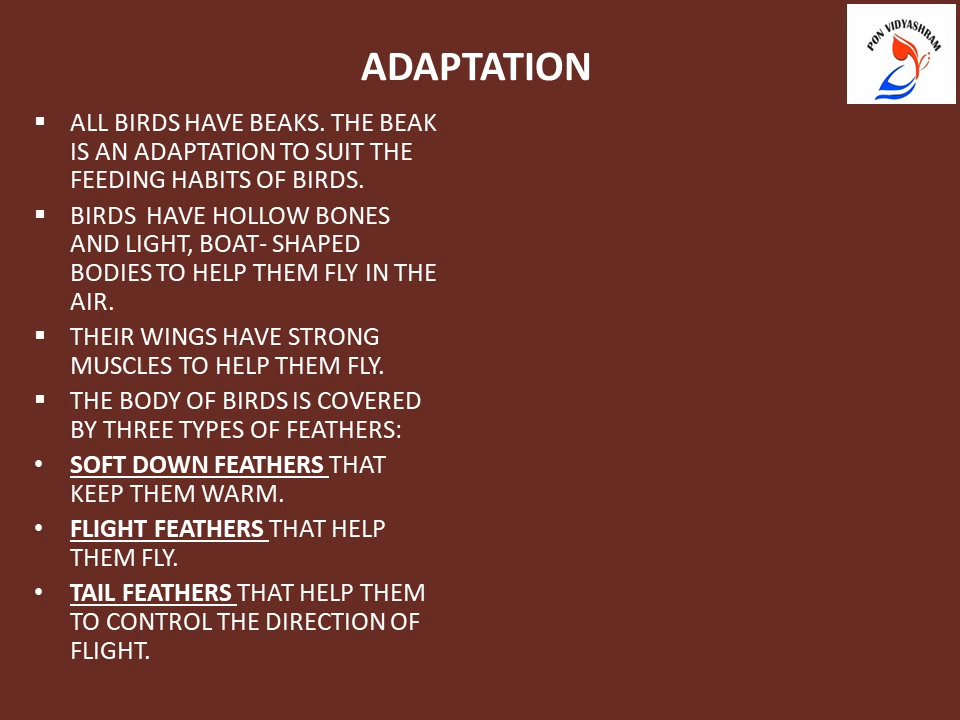 PON VIDYASHRAM
ADAPTATION
▪ ALL BIRDS HAVE BEAKS. THE BEAK
IS AN ADAPTATION TO SUIT THE
FEEDING HABITS OF BIRDS.
▪ BIRDS HAVE HOLLOW BONES
AND LIGHT, BOAT- SHAPED
BODIES TO HELP THEM FLY IN THE
AIR.
▪ THEIR WINGS HAVE STRONG
MUSCLES TO HELP THEM FLY.
▪ THE BODY OF BIRDS IS COVERED
BY THREE TYPES OF FEATHERS:
• SOFT DOWN FEATHERS THAT
KEEP THEM WARM.
• FLIGHT FEATHERS THAT HELP
THEM FLY.
• TAIL FEATHERS THAT HELP THEM
TO CONTROL THE DIRECTION OF
FLIGHT.